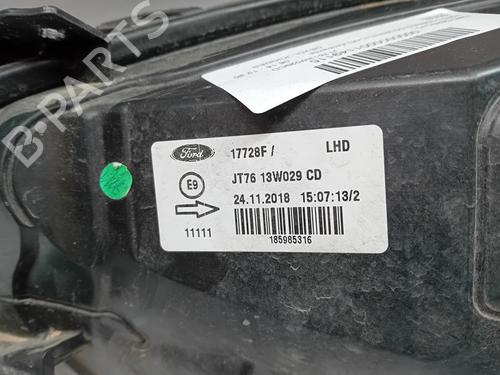 Ford 17728F / LHD
E9 JT76 13W029 CD
24.11.2018 15:07:13/2
11111 185985316
B-PARTS